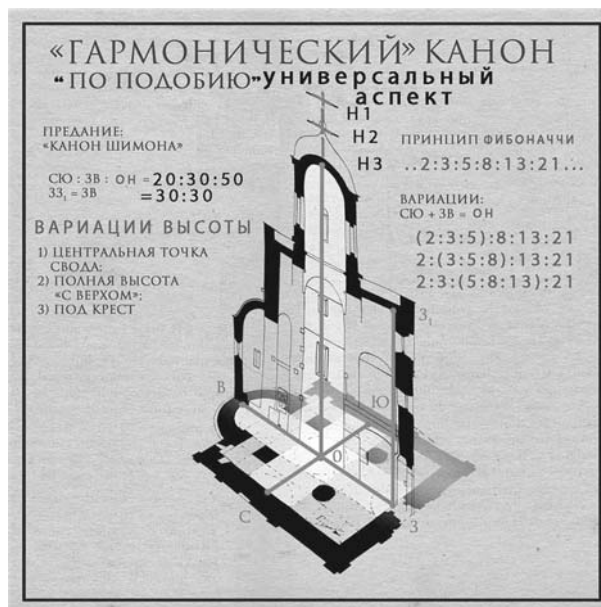 «ГАРМОНИЧЕСКИЙ» КАНОН
“ПО ПОДОБИЮ” универсальный
аспект
Н1
Н2
Н3
ПРЕДАНИЕ:
«КАНОН ШИМОНА»
СЮ : ЗВ : ОН = 20:30:50
ЗЗ₁ = ЗВ =30:30
ВАРИАЦИИ ВЫСОТЫ
1) ЦЕНТРАЛЬНАЯ ТОЧКА
СВОДА;
2) ПОЛНАЯ ВЫСОТА
«С ВЕРХОМ»;
3) ПОД КРЕСТ
ПРИНЦИП ФИБОНАЧЧИ
..2:3:5:8:13:21...
ВАРИАЦИИ:
СЮ + ЗВ = ОН
(2:3:5):8:13:21
2:(3:5:8):13:21
2:3:(5:8:13):21
З₁
В
Ю
0
С
З